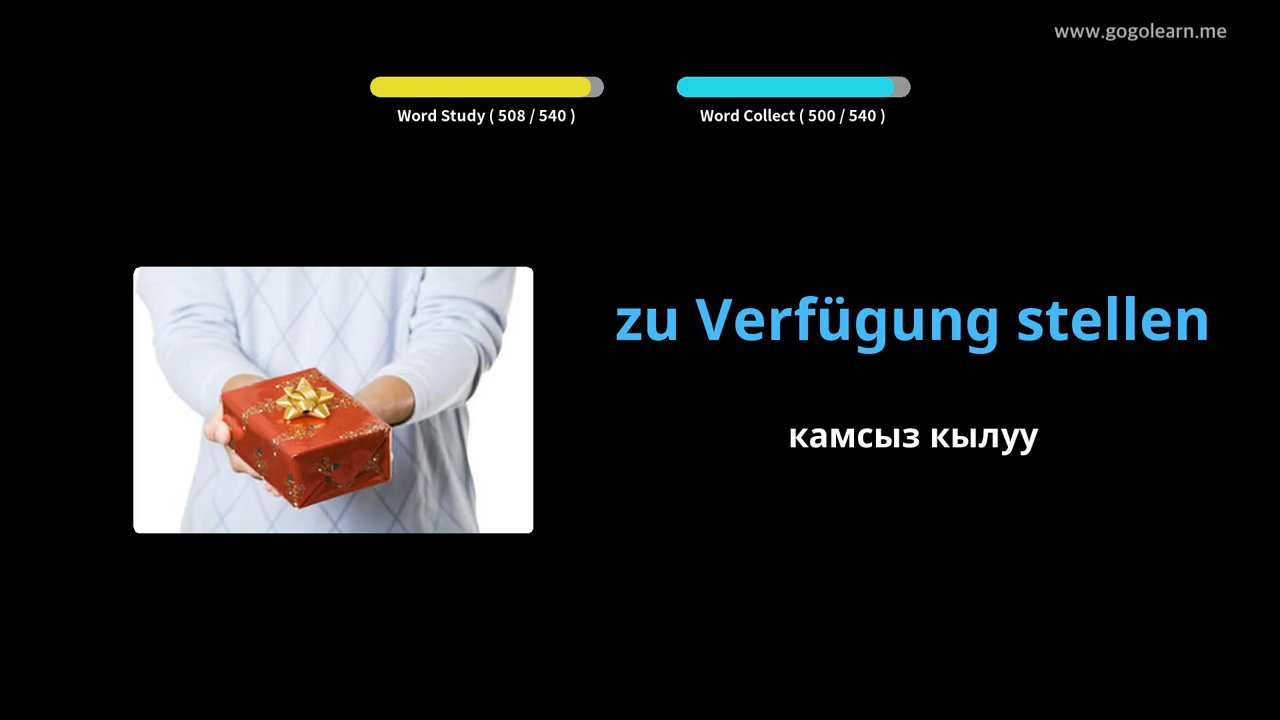 www.gogolearn.me
Word Study ( 508 / 540 )
Word Collect ( 500 / 540 )
zu Verfügung stellen
камсыз кылуу